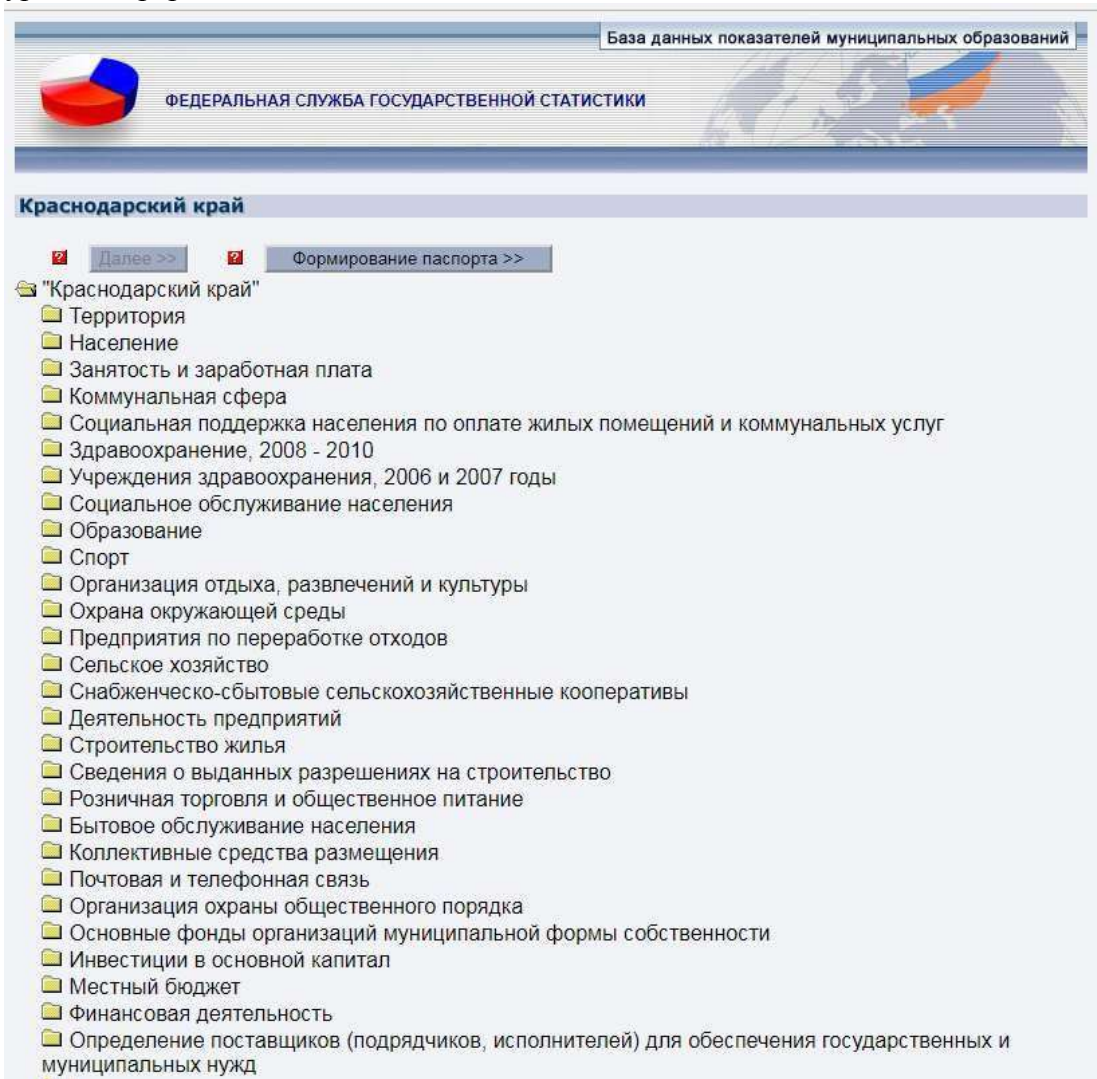 База данных показателей муниципальных образований
ФЕДЕРАЛЬНАЯ СЛУЖБА ГОСУДАРСТВЕННОЙ СТАТИСТИКИ
Краснодарский край
? Далее >> ? Формирование паспорта >>
"Краснодарский край"
Территория
Население
Занятость и заработная плата
Коммунальная сфера
Социальная поддержка населения по оплате жилых помещений и коммунальных услуг
Здравоохранение, 2008 - 2010
Учреждения здравоохранения, 2006 и 2007 годы
Социальное обслуживание населения
Образование
Спорт
Организация отдыха, развлечений и культуры
Охрана окружающей среды
Предприятия по переработке отходов
Сельское хозяйство
Снабженческо-сбытовые сельскохозяйственные кооперативы
Деятельность предприятий
Строительство жилья
Сведения о выданных разрешениях на строительство
Розничная торговля и общественное питание
Бытовое обслуживание населения
Коллективные средства размещения
Почтовая и телефонная связь
Организация охраны общественного порядка
Основные фонды организаций муниципальной формы собственности
Инвестиции в основной капитал
Местный бюджет
Финансовая деятельность
Определение поставщиков (подрядчиков, исполнителей) для обеспечения государственных и
муниципальных нужд